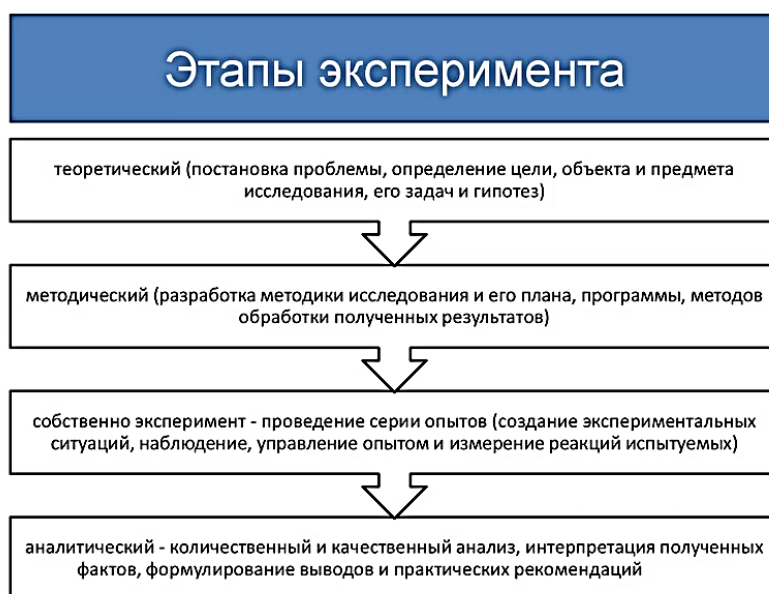 Этапы эксперимента
теоретический (постановка проблемы, определение цели, объекта и предмета
исследования, его задач и гипотез)
методический (разработка методики исследования и его плана, программы, методов
обработки полученных результатов)
собственно эксперимент - проведение серии опытов (создание экспериментальных
ситуаций, наблюдение, управление опытом и измерение реакций испытуемых)
аналитический - количественный и качественный анализ, интерпретация полученных
фактов, формулирование выводов и практических рекомендаций